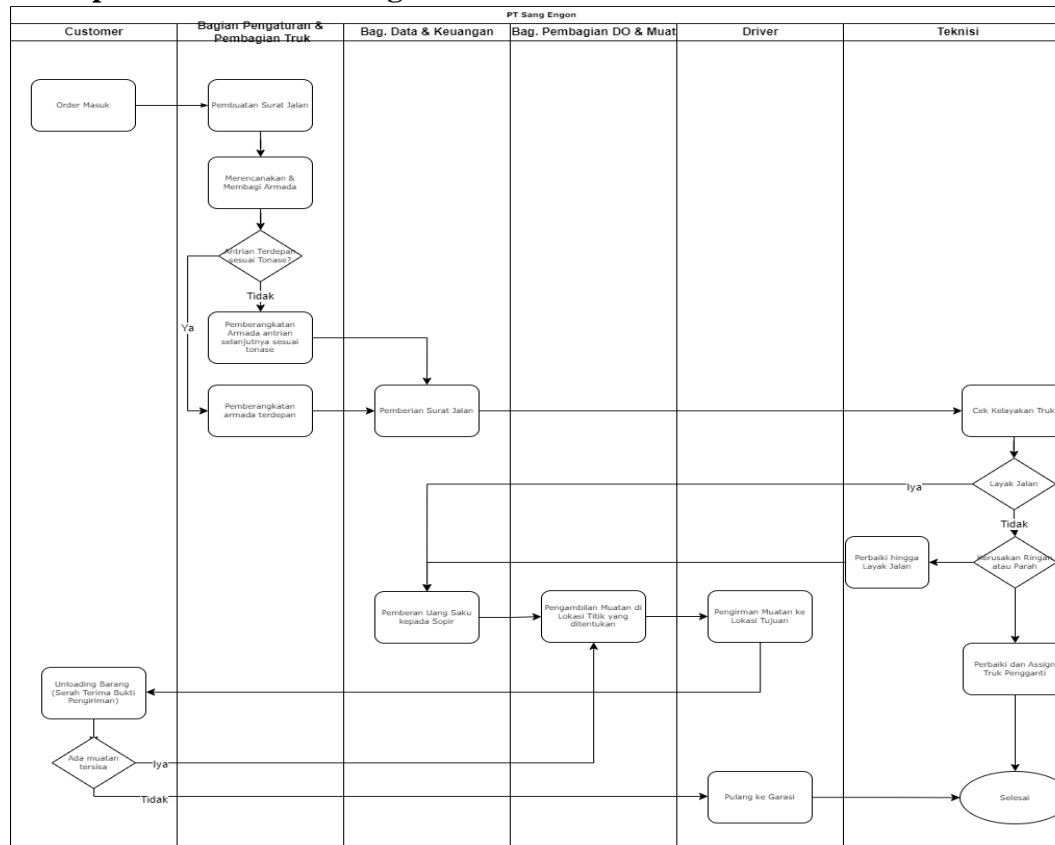 PT Sang Engon
Customer
Bagian Pengaturan &
Pembagian Truk
Bag. Data & Keuangan
Bag. Pembagian DO & Muat
Driver
Teknisi
Order Masuk
Pembuatan Surat Jalan
Merencanakan &
Membagi Armada
Antrian Terdepan
sesuai Tonase?
Tidak
Ya
Pemberangkatan
Armada antrian
selanjutnya sesuai
tonase
Pemberangkatan
armada terdepan
Pemberian Surat Jalan
Cek Kelayakan Truk
Layak Jalan
Iya
Tidak
Kerusakan Ringan
atau Parah
Perbaiki hingga
Layak Jalan
Pemberan Uang Saku
kepada Sopir
Pengambilan Muatan di
Lokasi Titik yang
ditentukan
Pengirman Muatan ke
Lokasi Tujuan
Perbaiki dan Assign
Truk Pengganti
Unloading Barang
(Serah Terima Bukti
Pengiriman)
Ada muatan
tersisa
Iya
Tidak
Pulang ke Garasi
Selesai